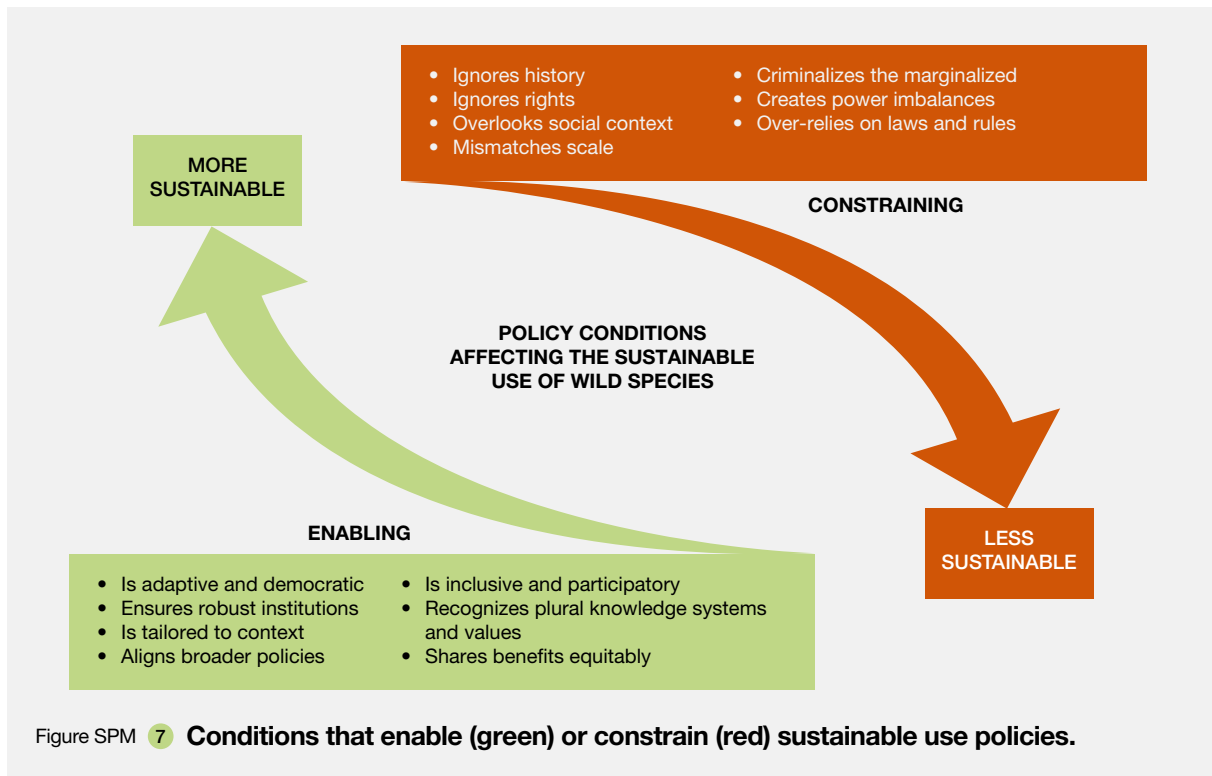 • Ignores history
• Ignores rights
• Overlooks social context
• Mismatches scale
• Criminalizes the marginalized
• Creates power imbalances
• Over-relies on laws and rules
CONSTRAINING
MORE
SUSTAINABLE
POLICY CONDITIONS
AFFECTING THE SUSTAINABLE
USE OF WILD SPECIES
LESS
SUSTAINABLE
ENABLING
• Is adaptive and democratic
• Ensures robust institutions
• Is tailored to context
• Aligns broader policies
• Is inclusive and participatory
• Recognizes plural knowledge systems
and values
• Shares benefits equitably
Figure SPM 7 Conditions that enable (green) or constrain (red) sustainable use policies.